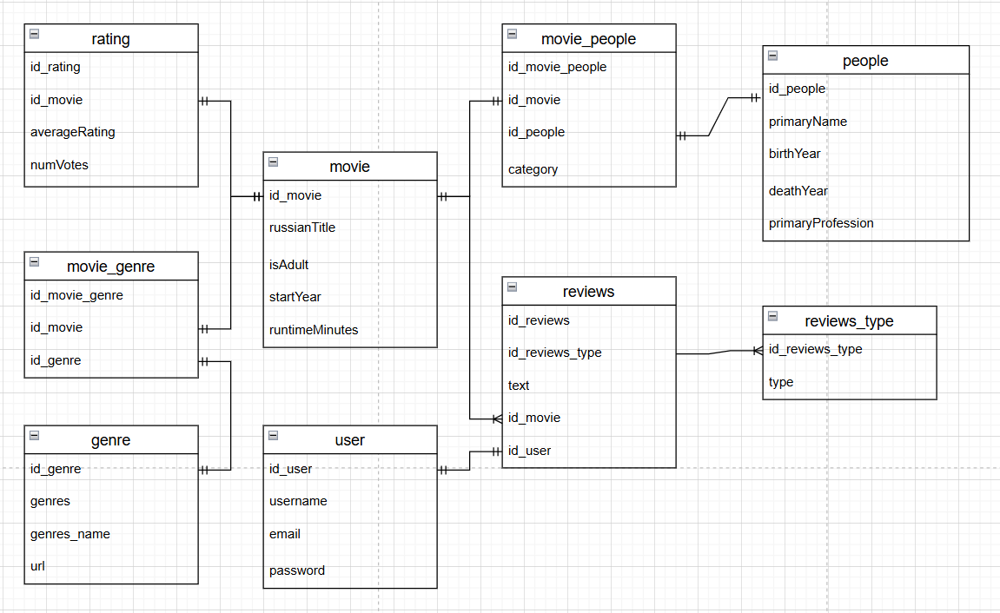 rating
id_rating
id_movie
averageRating
numVotes
movie_genre
id_movie_genre
id_movie
id_genre
genre
id_genre
genres
genres_name
url
movie
id_movie
russianTitle
isAdult
startYear
runtimeMinutes
user
id_user
username
email
password
movie_people
id_movie_people
id_movie
id_people
category
reviews
id_reviews
id_reviews_type
text
id_movie
id_user
people
id_people
primaryName
birthYear
deathYear
primaryProfession
reviews_type
id_reviews_type
type